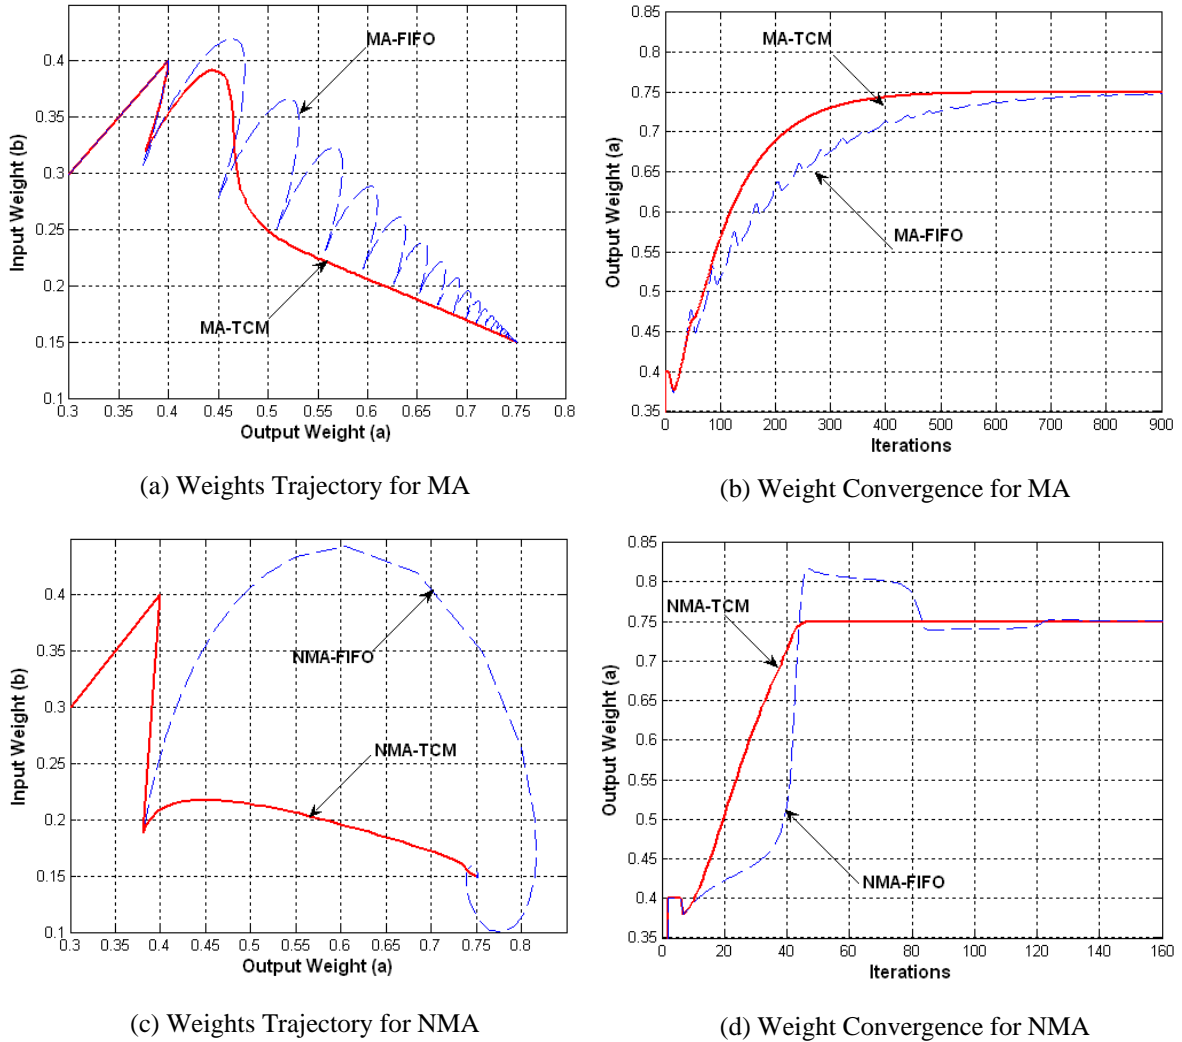 MA-FIFO
MA-TCM
Input Weight (b)
0.4
0.35
0.3
0.25
0.2
0.15
0.1
0.3 0.35 0.4 0.45 0.5 0.55 0.6 0.65 0.7 0.75 0.8
Output Weight (a)
(a) Weights Trajectory for MA
MA-TCM
MA-FIFO
Output Weight (a)
0.85
0.8
0.75
0.7
0.65
0.6
0.55
0.5
0.45
0.4
0.35
0 100 200 300 400 500 600 700 800 900
Iterations
(b) Weight Convergence for MA
NMA-FIFO
NMA-TCM
Input Weight (b)
0.4
0.35
0.3
0.25
0.2
0.15
0.1
0.3 0.35 0.4 0.45 0.5 0.55 0.6 0.65 0.7 0.75 0.8
Output Weight (a)
(c) Weights Trajectory for NMA
NMA-TCM
NMA-FIFO
Output Weight (a)
0.85
0.8
0.75
0.7
0.65
0.6
0.55
0.5
0.45
0.4
0.35
0 20 40 60 80 100 120 140 160
Iterations
(d) Weight Convergence for NMA